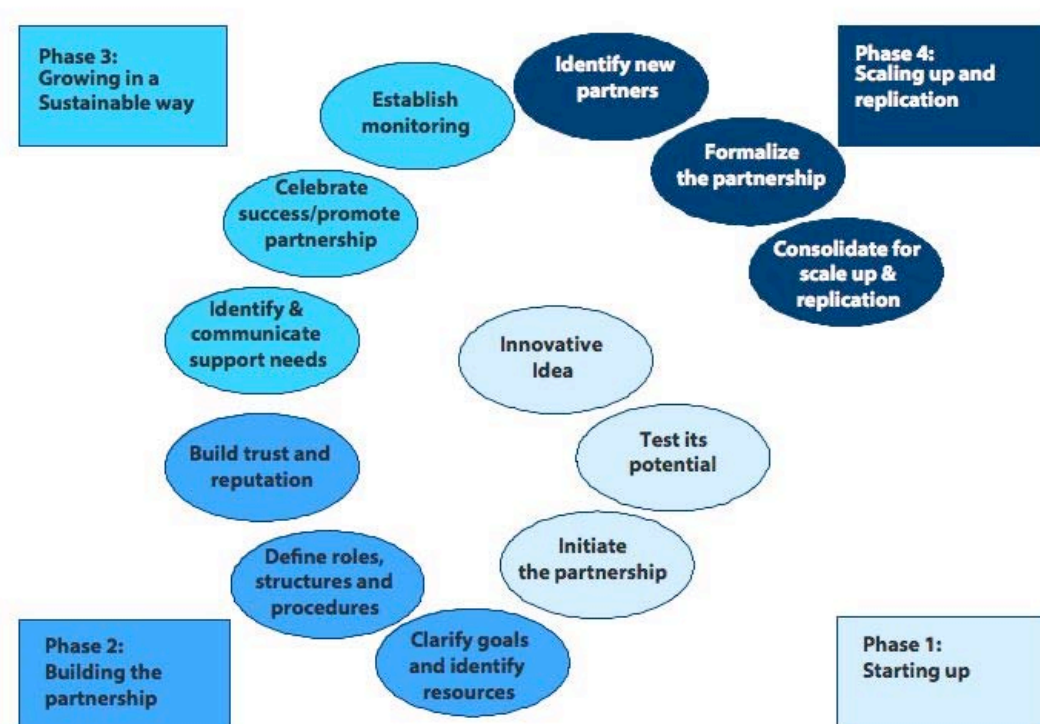 Phase 3:
Growing in a
Sustainable way
Establish
monitoring
Identify new
partners
Phase 4:
Scaling up and
replication
Formalize
the partnership
Celebrate
success/promote
partnership
Consolidate for
scale up &
replication
Identify &
communicate
support needs
Innovative
Idea
Build trust and
reputation
Test its
potential
Define roles,
structures and
procedures
Initiate
the partnership
Phase 2:
Building the
partnership
Clarify goals
and identify
resources
Phase 1:
Starting up